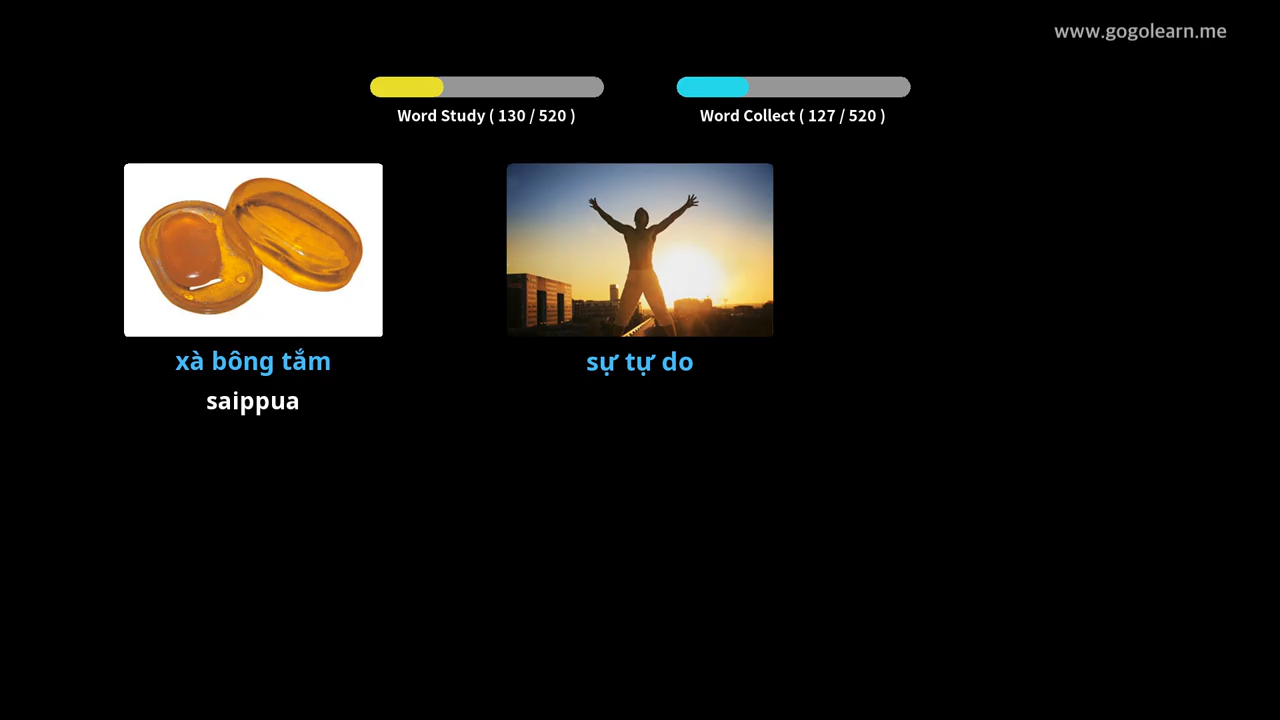 www.gogolearn.me
Word Study ( 130 / 520 )
Word Collect ( 127 / 520 )
xà bông tắm
saippua
sự tự do